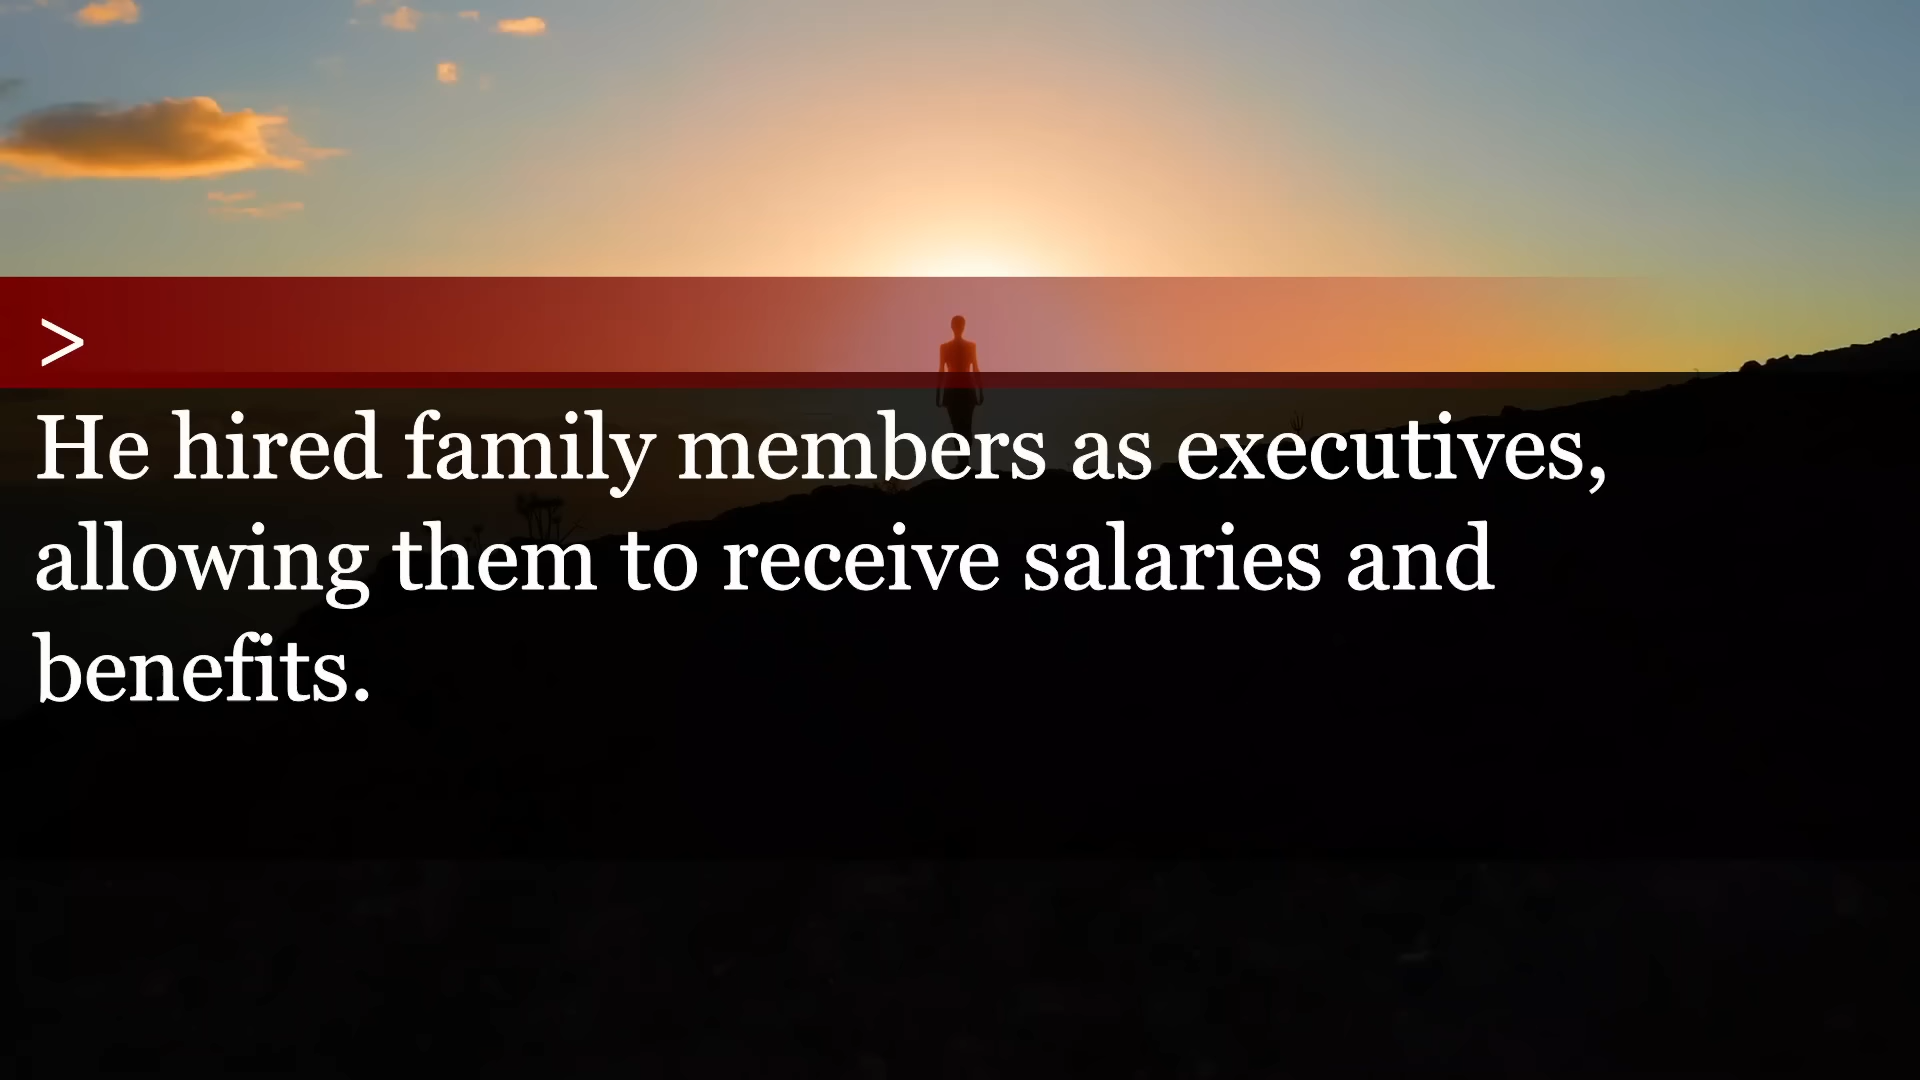 >
He hired family members as executives,
allowing them to receive salaries and
benefits.